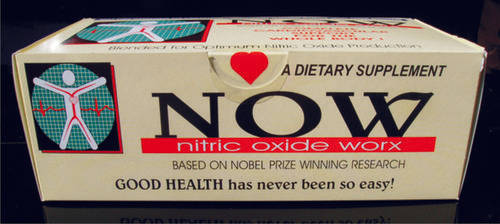 NOW
Blended for Optimum Nitric Oxide Production
A DIETARY SUPPLEMENT
NOW
nitric oxide worx
BASED ON NOBEL PRIZE WINNING RESEARCH
GOOD HEALTH has never been so easy!